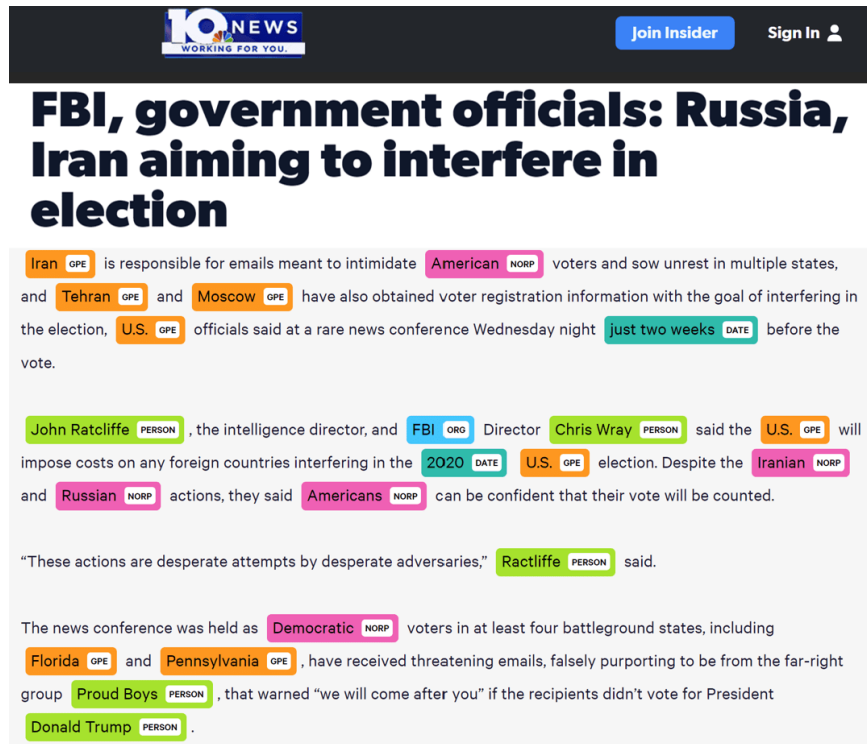 10 NEWS
WORKING FOR YOU.
Join Insider
Sign In
FBI, government officials: Russia,
Iran aiming to interfere in
election
Iran GPE is responsible for emails meant to intimidate American NORP voters and sow unrest in multiple states,
and Tehran GPE and Moscow GPE have also obtained voter registration information with the goal of interfering in
the election, U.S. GPE officials said at a rare news conference Wednesday night just two weeks DATE before the
vote.
John Ratcliffe PERSON , the intelligence director, and FBI ORG Director Chris Wray PERSON said the U.S. GPE will
impose costs on any foreign countries interfering in the 2020 DATE U.S. GPE election. Despite the Iranian NORP
and Russian NORP actions, they said Americans NORP can be confident that their vote will be counted.
“These actions are desperate attempts by desperate adversaries,” Ractliffe PERSON said.
The news conference was held as Democratic NORP voters in at least four battleground states, including
Florida GPE and Pennsylvania GPE , have received threatening emails, falsely purporting to be from the far-right
group Proud Boys PERSON , that warned “we will come after you” if the recipients didn’t vote for President
Donald Trump PERSON .